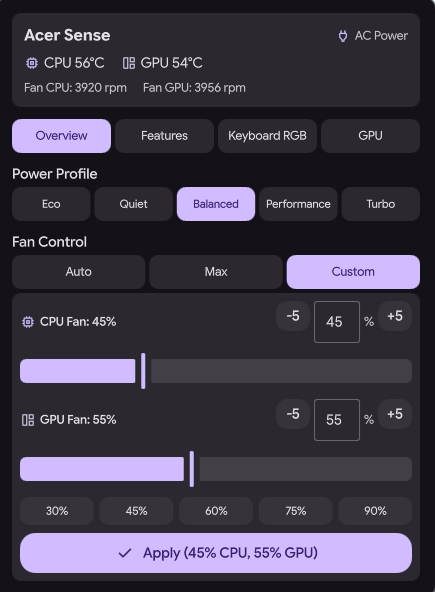 Acer Sense
AC Power
CPU 56°C GPU 54°C
Fan CPU: 3920 rpm Fan GPU: 3956 rpm
Overview Features Keyboard RGB GPU
Power Profile
Eco Quiet Balanced Performance Turbo
Fan Control
Auto Max Custom
CPU Fan: 45% -5 45 % +5
GPU Fan: 55% -5 55 % +5
30% 45% 60% 75% 90%
Apply (45% CPU, 55% GPU)